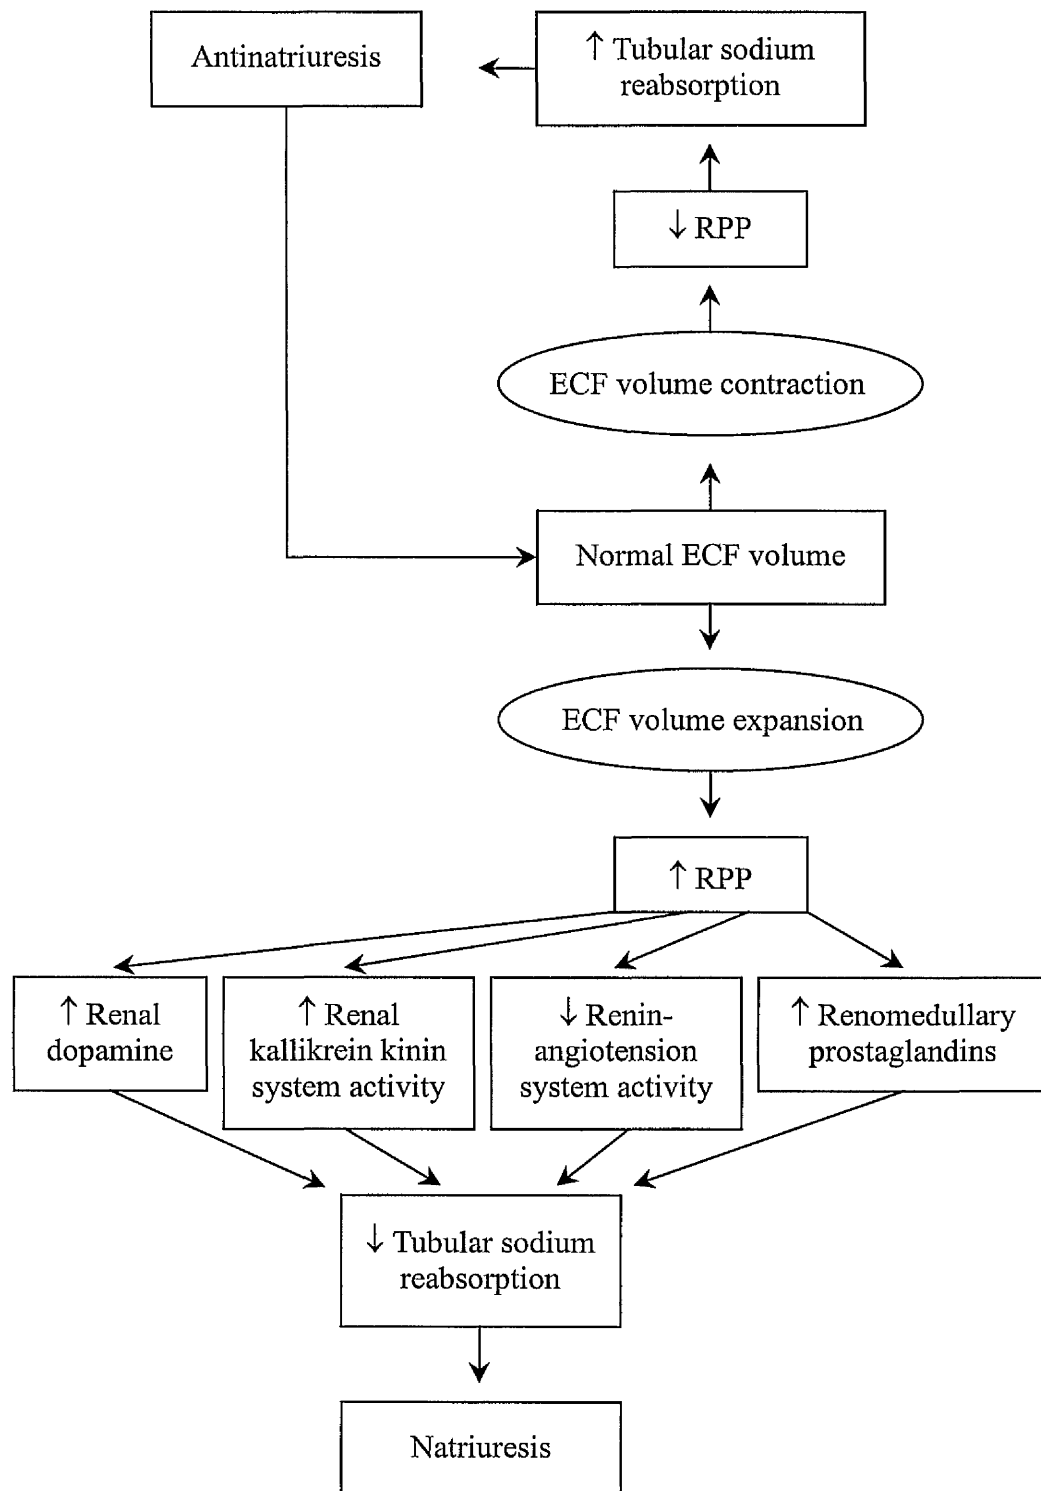 Antinatriuresis
↑ Tubular sodium
reabsorption
↓ RPP
ECF volume contraction
Normal ECF volume
ECF volume expansion
↑ RPP
↑ Renal
dopamine
↑ Renal
kallikrein kinin
system activity
↓ Renin-
angiotension
system activity
↑ Renomedullary
prostaglandins
↓ Tubular sodium
reabsorption
Natriuresis